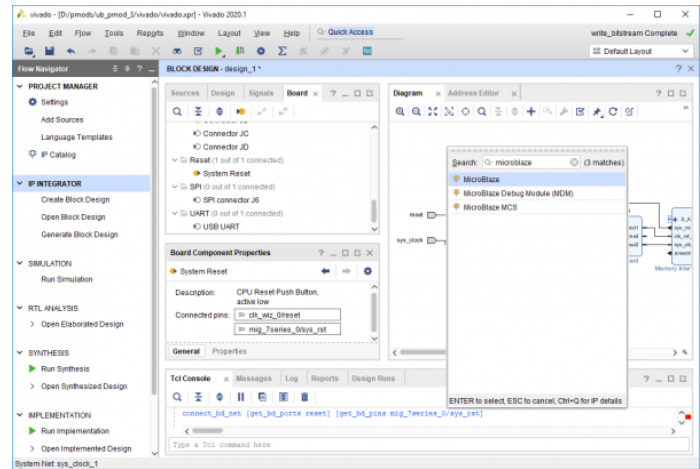 vivado - [D:/pmods/ub_pmod_3/vivado/vivado.xpr] - Vivado 2020.1
File Edit Flow Tools Reports Window Layout View Help Quick Access
write_bitstream Complete
Default Layout
Flow Navigator
PROJECT MANAGER
Settings
Add Sources
Language Templates
IP Catalog
IP INTEGRATOR
Create Block Design
Open Block Design
Generate Block Design
SIMULATION
Run Simulation
RTL ANALYSIS
Open Elaborated Design
SYNTHESIS
Run Synthesis
Open Synthesized Design
IMPLEMENTATION
Run Implementation
Open Implemented Design
System Net: sys_clock_1
BLOCK DESIGN - design_1 *
Sources Design Signals Board
Connector JC
Connector JD
Reset (1 out of 1 connected)
System Reset
SPI (0 out of 1 connected)
SPI connector J6
UART (0 out of 1 connected)
USB UART
Board Component Properties
System Reset
Description: CPU Reset Push Button,
active low
Connected pins: clk_wiz_0/reset
mig_7series_0/sys_rst
General Properties
Diagram Address Editor
reset
sys_clock
Search: microblaze (3 matches)
MicroBlaze
MicroBlaze Debug Module (MDM)
MicroBlaze MCS
ENTER to select, ESC to cancel, Ctrl+Q for IP details
Tcl Console Messages Log Reports Design Runs
connect_bd_net [get_bd_ports reset] [get_bd_pins mig_7series_0/sys_rst]
Type a Tcl command here